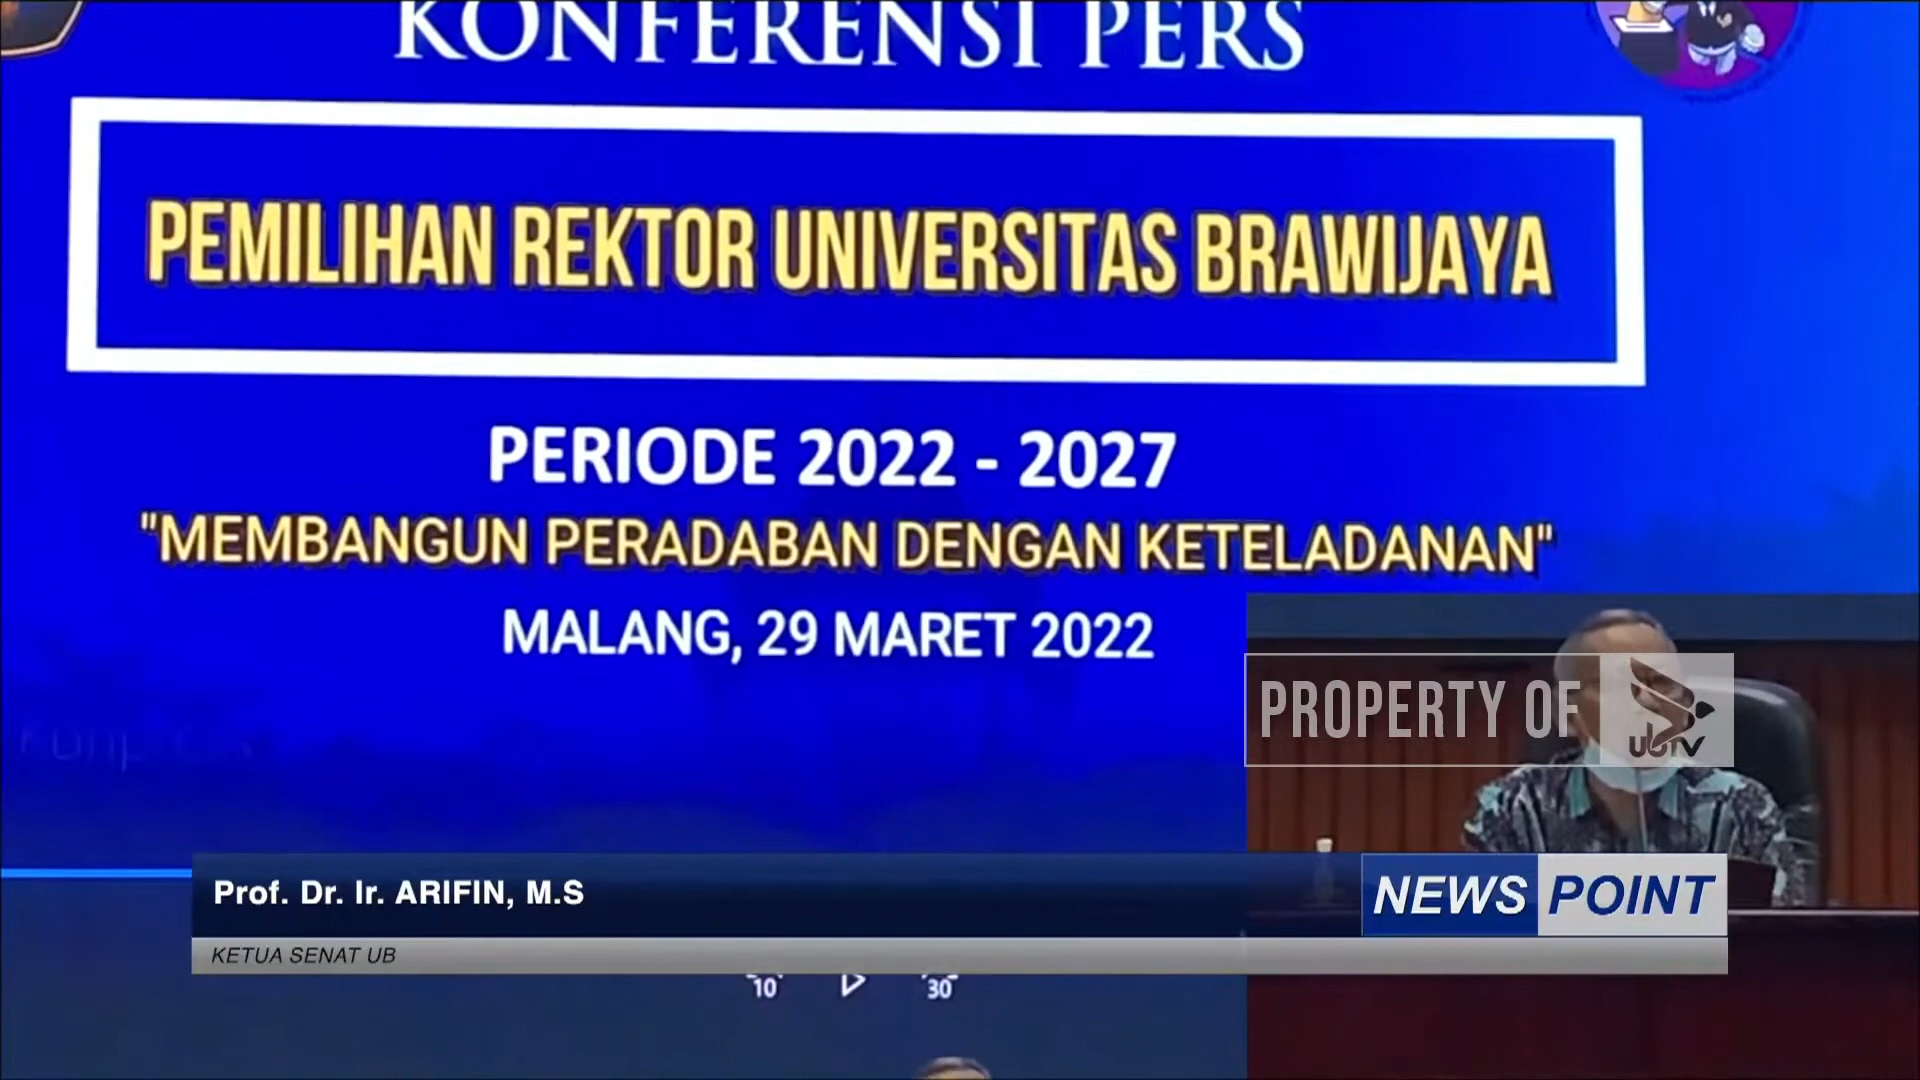 KONFERENSI PERS
PEMILIHAN REKTOR UNIVERSITAS BRAWIJAYA
PERIODE 2022 - 2027
"MEMBANGUN PERADABAN DENGAN KETELADANAN"
MALANG, 29 MARET 2022
PROPERTY OF
UBTV
Prof. Dr. Ir. ARIFIN, M.S
NEWS POINT
KETUA SENAT UB
10
30